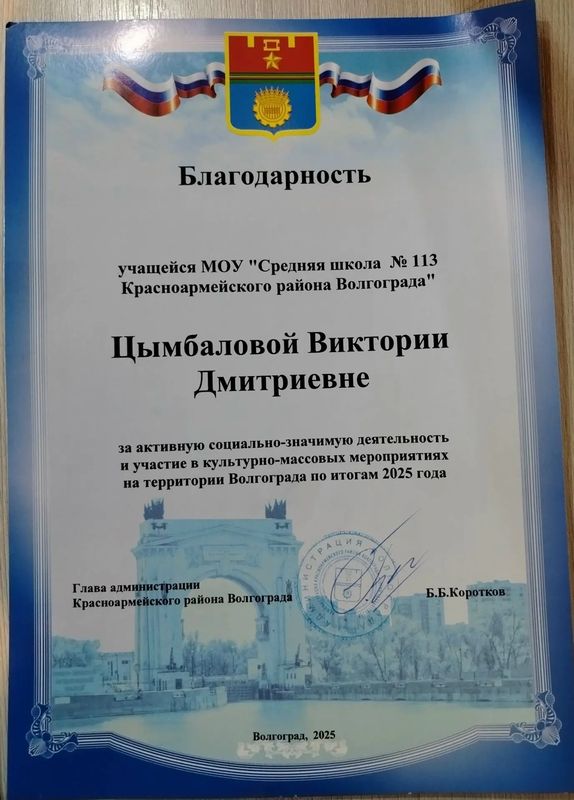 Благодарность
учащейся МОУ "Средняя школа № 113
Красноармейского района Волгограда"
Цымбаловой Виктории
Дмитриевне
за активную социально-значимую деятельность
и участие в культурно-массовых мероприятиях
на территории Волгограда по итогам 2025 года
Глава администрации
Красноармейского района Волгограда
Б.Б.Коротков
Волгоград, 2025